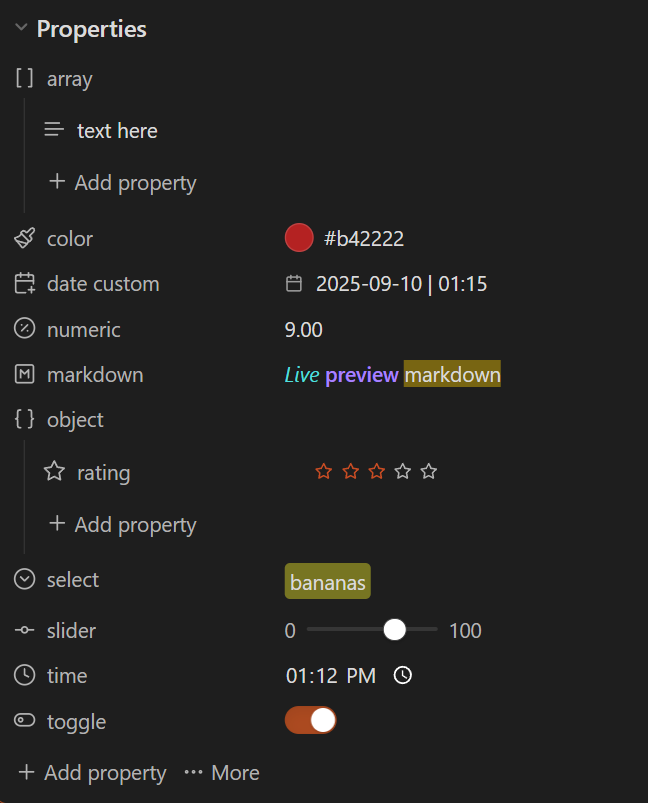 Properties
[ ] array
text here
+ Add property
color #b42222
date custom 2025-09-10 | 01:15
numeric 9.00
markdown Live preview markdown
{ } object
rating
+ Add property
select bananas
slider 0 100
time 01:12 PM
toggle
+ Add property ··· More